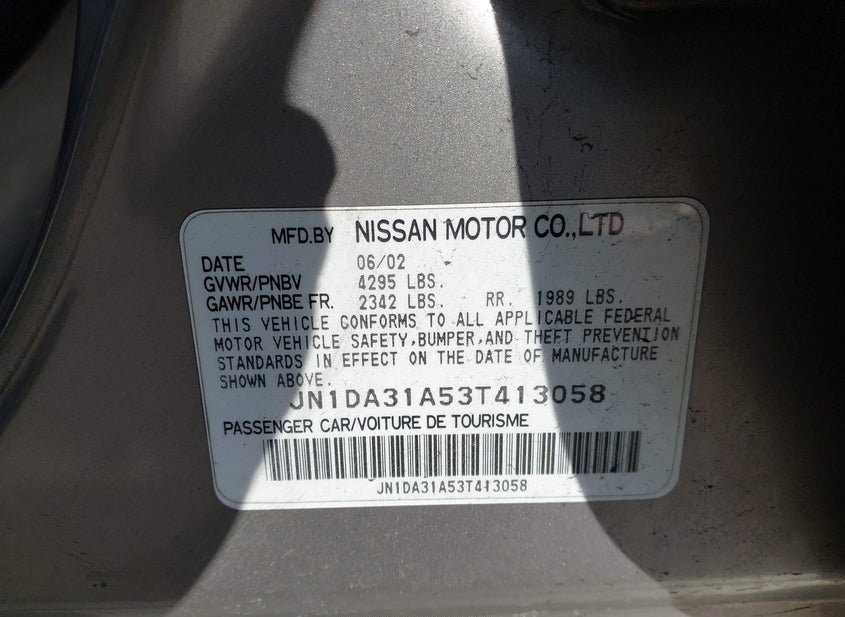 MFD.BY NISSAN MOTOR CO.,LTD
DATE 06/02
GVWR/PNBV 4295 LBS.
GAWR/PNBE FR. 2342 LBS. RR. 1989 LBS.
THIS VEHICLE CONFORMS TO ALL APPLICABLE FEDERAL
MOTOR VEHICLE SAFETY,BUMPER,AND THEFT PREVENTION
STANDARDS IN EFFECT ON THE DATE OF MANUFACTURE
SHOWN ABOVE.
JN1DA31A53T413058
PASSENGER CAR/VOITURE DE TOURISME
JN1DA31A53T413058